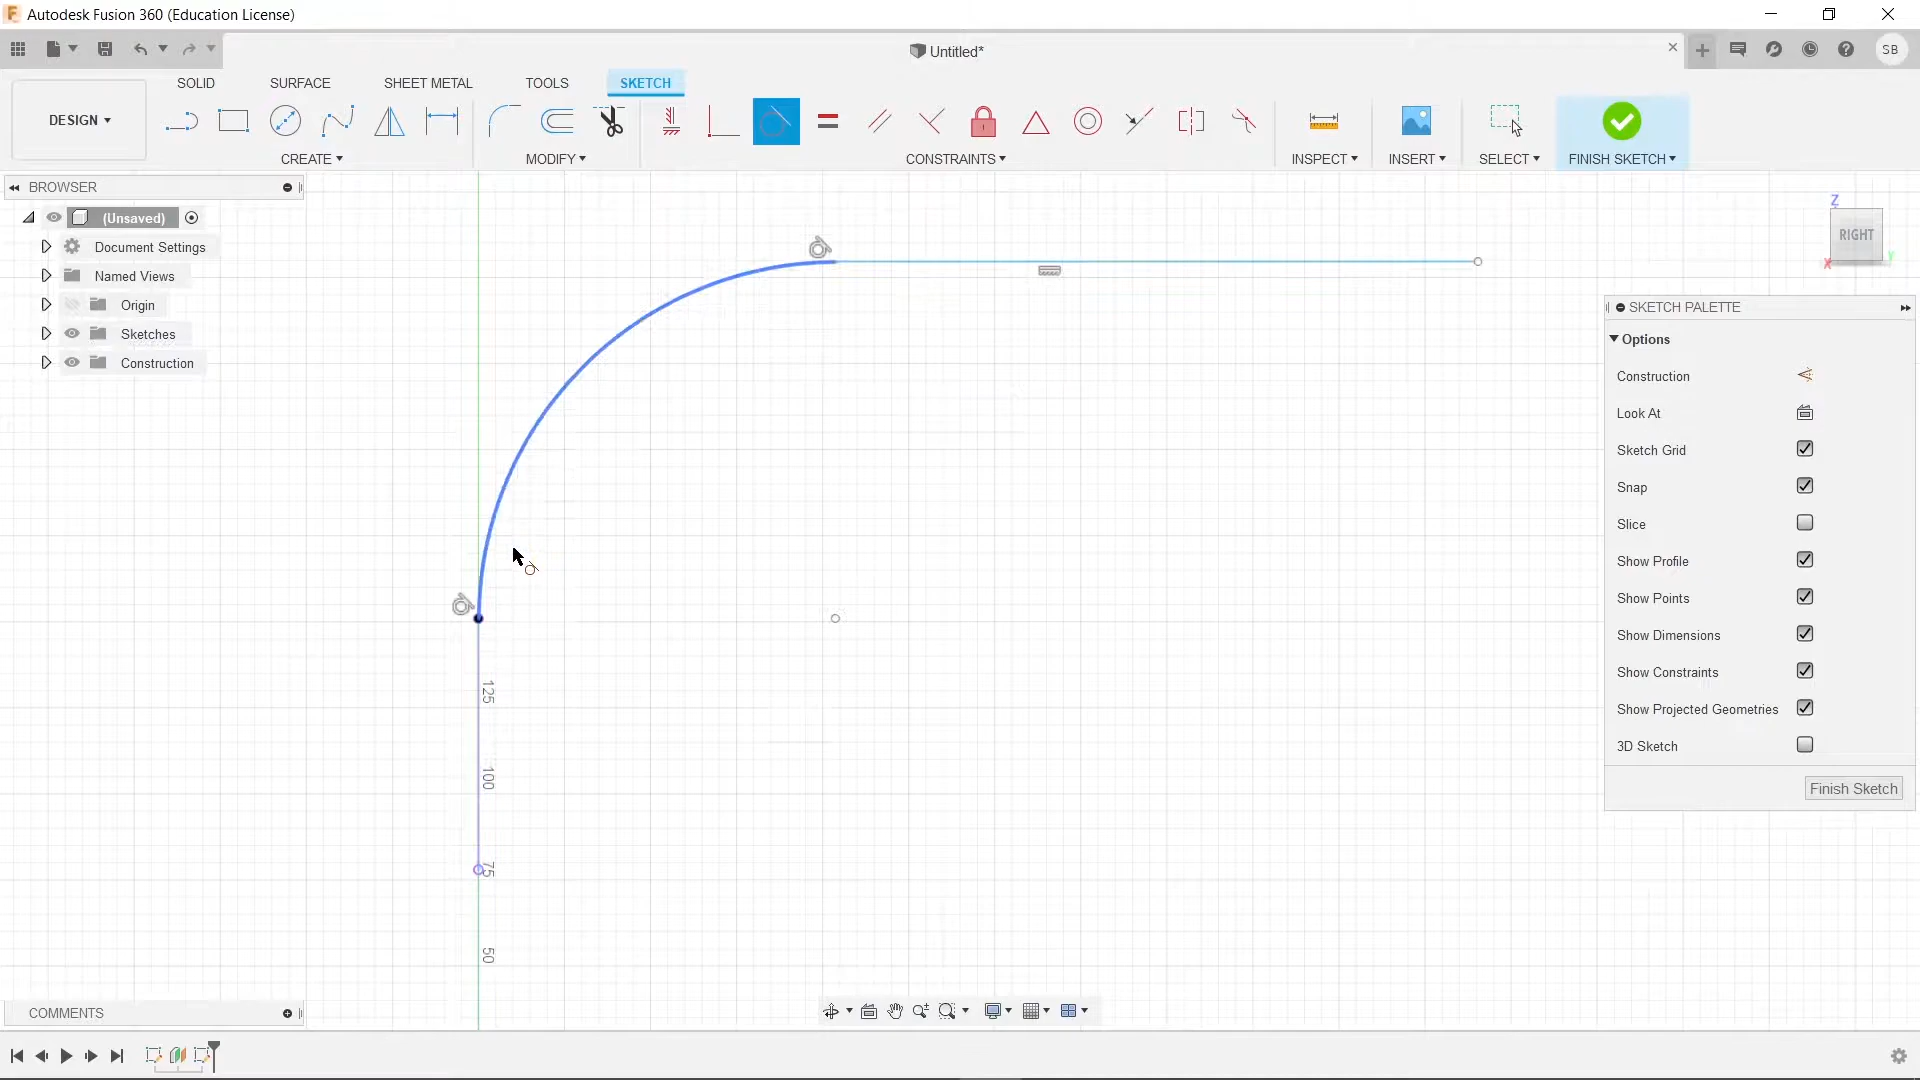 Autodesk Fusion 360 (Education License)
Untitled*
SB
SOLID
SURFACE
SHEET METAL
TOOLS
SKETCH
DESIGN
CREATE
MODIFY
CONSTRAINTS
INSPECT
INSERT
SELECT
FINISH SKETCH
BROWSER
(Unsaved)
Document Settings
Named Views
Origin
Sketches
Construction
Z
RIGHT
X
Y
SKETCH PALETTE
Options
Construction
Look At
Sketch Grid
Snap
Slice
Show Profile
Show Points
Show Dimensions
Show Constraints
Show Projected Geometries
3D Sketch
Finish Sketch
125
100
75
50
COMMENTS